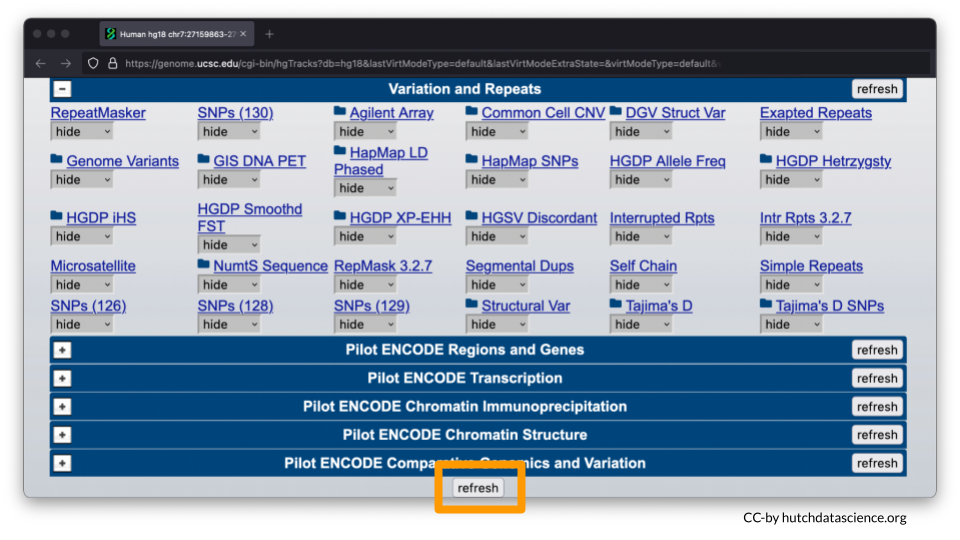 Human hg18 chr7:27159863-27
https://genome.ucsc.edu/cgi-bin/hgTracks?db=hg18&lastVirtModeType=default&lastVirtModeExtraState=&virtModeType=default&
- Variation and Repeats refresh
RepeatMasker SNPs (130) Agilent Array Common Cell CNV DGV Struct Var Exapted Repeats
hide hide hide hide hide hide
Genome Variants GIS DNA PET HapMap LD Phased HapMap SNPs HGDP Allele Freq HGDP Hetrzygsty
hide hide hide hide hide hide
HGDP iHS HGDP Smoothd FST HGDP XP-EHH HGSV Discordant Interrupted Rpts Intr Rpts 3.2.7
hide hide hide hide hide hide
Microsatellite NumtS Sequence RepMask 3.2.7 Segmental Dups Self Chain Simple Repeats
hide hide hide hide hide hide
SNPs (126) SNPs (128) SNPs (129) Structural Var Tajima's D Tajima's D SNPs
hide hide hide hide hide hide
+ Pilot ENCODE Regions and Genes refresh
+ Pilot ENCODE Transcription refresh
+ Pilot ENCODE Chromatin Immunoprecipitation refresh
+ Pilot ENCODE Chromatin Structure refresh
+ Pilot ENCODE Comparative Genomics and Variation refresh
refresh
CC-by hutchdatascience.org